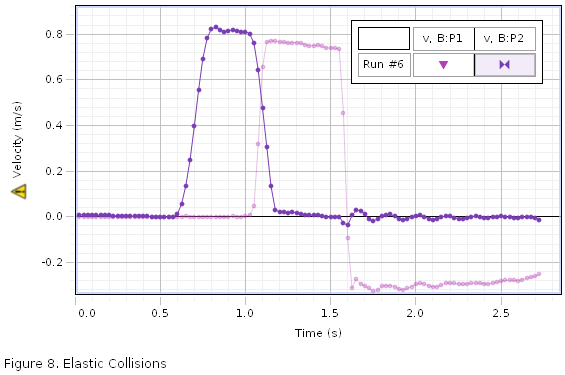 v, B:P1 v, B:P2
Run #6
Velocity (m/s)
0.8
0.6
0.4
0.2
0.0
-0.2
0.0 0.5 1.0 1.5 2.0 2.5
Time (s)
Figure 8. Elastic Collisions